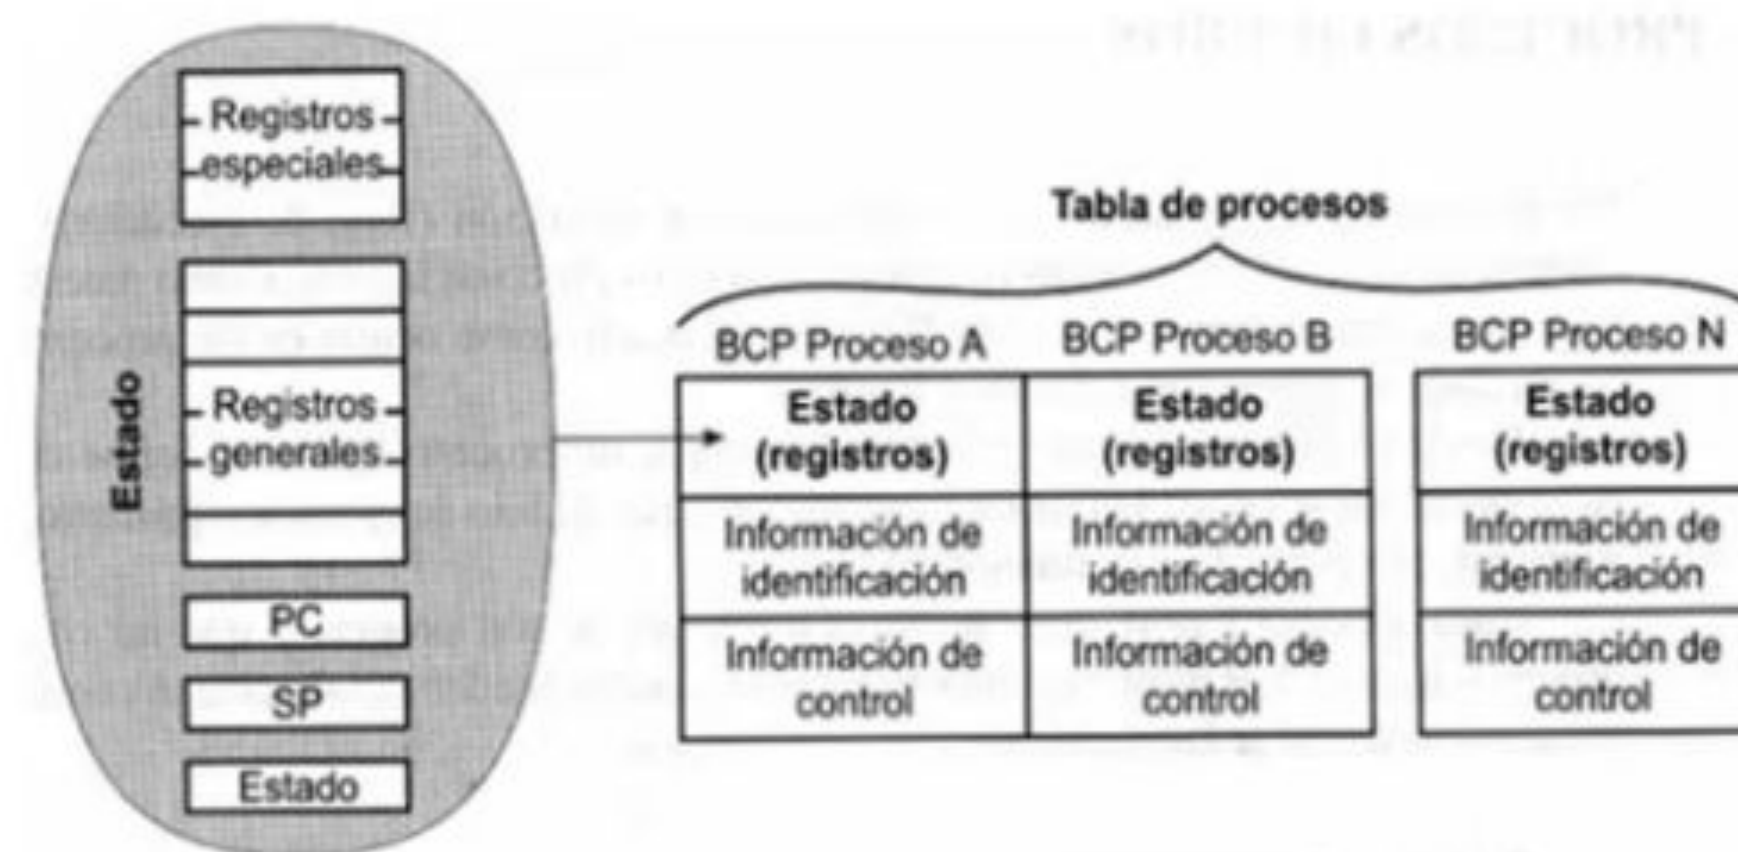 Registros
especiales
Estado
Registros
generales
PC
SP
Estado
Tabla de procesos
BCP Proceso A
BCP Proceso B
BCP Proceso N
Estado
(registros)
Estado
(registros)
Estado
(registros)
Información de
identificación
Información de
identificación
Información de
identificación
Información de
control
Información de
control
Información de
control